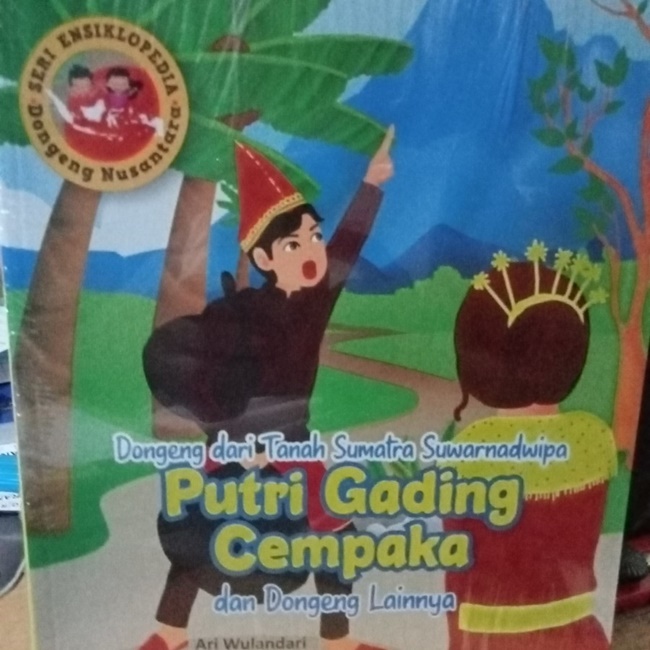 SERI ENSIKLOPEDIA
Dongeng Nusantara
Dongeng dari Tanah Sumatra Suwarnadwipa
Putri Gading
Cempaka
dan Dongeng Lainnya
Ari Wulandari